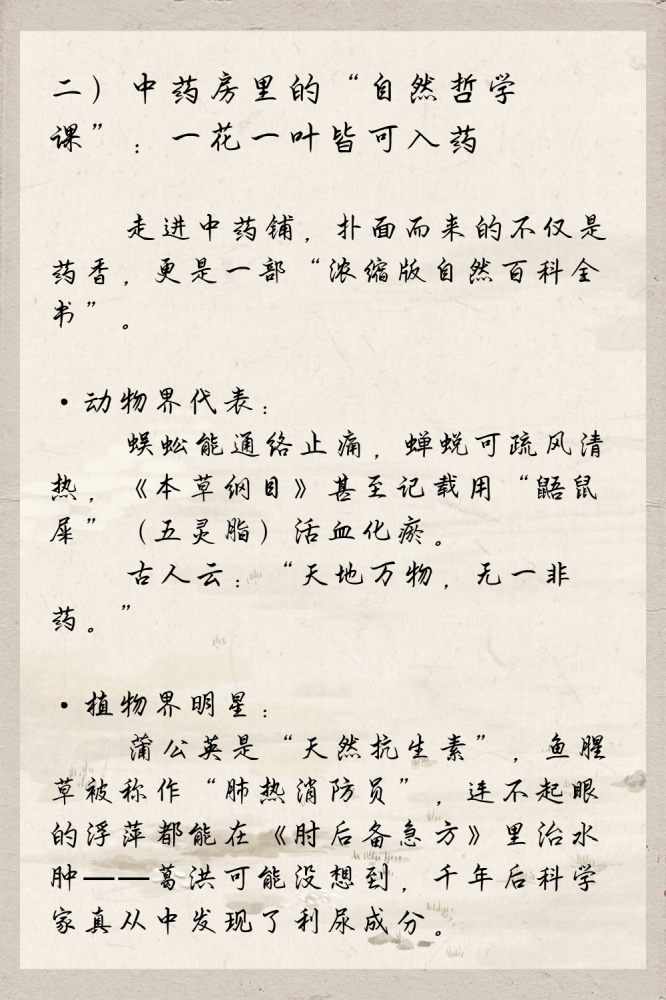 二）中药房里的“自然哲学
课”：一花一叶皆可入药
走进中药铺，扑面而来的不仅是
药香，更是一部“浓缩版自然百科全
书”。
·动物界代表：
蜈蚣能通络止痛，蝉蜕可疏风清
热，《本草纲目》甚至记载用“鼯鼠
屎”（五灵脂）活血化瘀。
古人云：“天地万物，无一非
药。”
·植物界明星：
蒲公英是“天然抗生素”，鱼腥
草被称作“肺热消防员”，连不起眼
的浮萍都能在《肘后备急方》里治水
肿——葛洪可能没想到，千年后科学
家真从中发现了利尿成分。